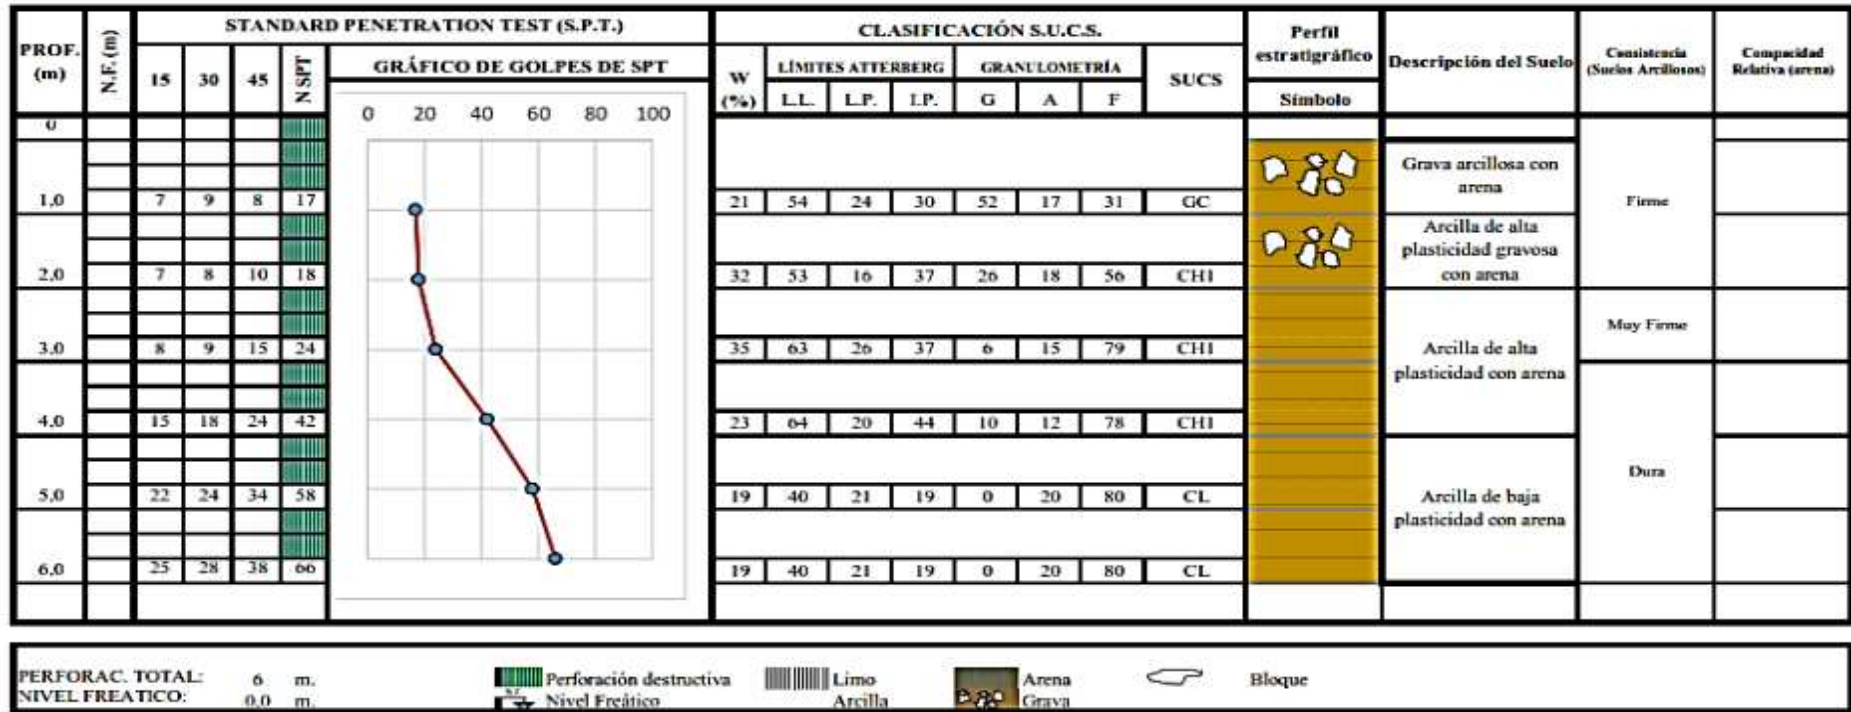 STANDARD PENETRATION TEST (S.P.T.) CLASIFICACIÓN S.U.C.S. Perfil estratigráfico Descripción del Suelo Consistencia (Suelos Arcillosos) Compacidad Relativa (arena)
PROF. (m) N.F. (m) 15 30 45 N SPT GRÁFICO DE GOLPES DE SPT W (%) LÍMITES ATTERBERG GRANULOMETRÍA SUCS
L.L. L.P. I.P. G A F Símbolo
0 20 40 60 80 100
0
Grava arcillosa con
arena
1,0 7 9 8 17 21 54 24 30 52 17 31 GC Firme
Arcilla de alta
plasticidad gravosa
con arena
2,0 7 8 10 18 32 53 16 37 26 18 56 CH1
Muy Firme
3,0 8 9 15 24 35 63 26 37 6 15 79 CH1
Arcilla de alta
plasticidad con arena
4,0 15 18 24 42 23 64 20 44 10 12 78 CH1
Dura
5,0 22 24 34 58 19 40 21 19 0 20 80 CL
Arcilla de baja
plasticidad con arena
6,0 25 28 38 66 19 40 21 19 0 20 80 CL
PERFORAC. TOTAL: 6 m. Perforación destructiva Limo Arena Bloque
NIVEL FREATICO: 0,0 m. Nivel Freático Arcilla Grava